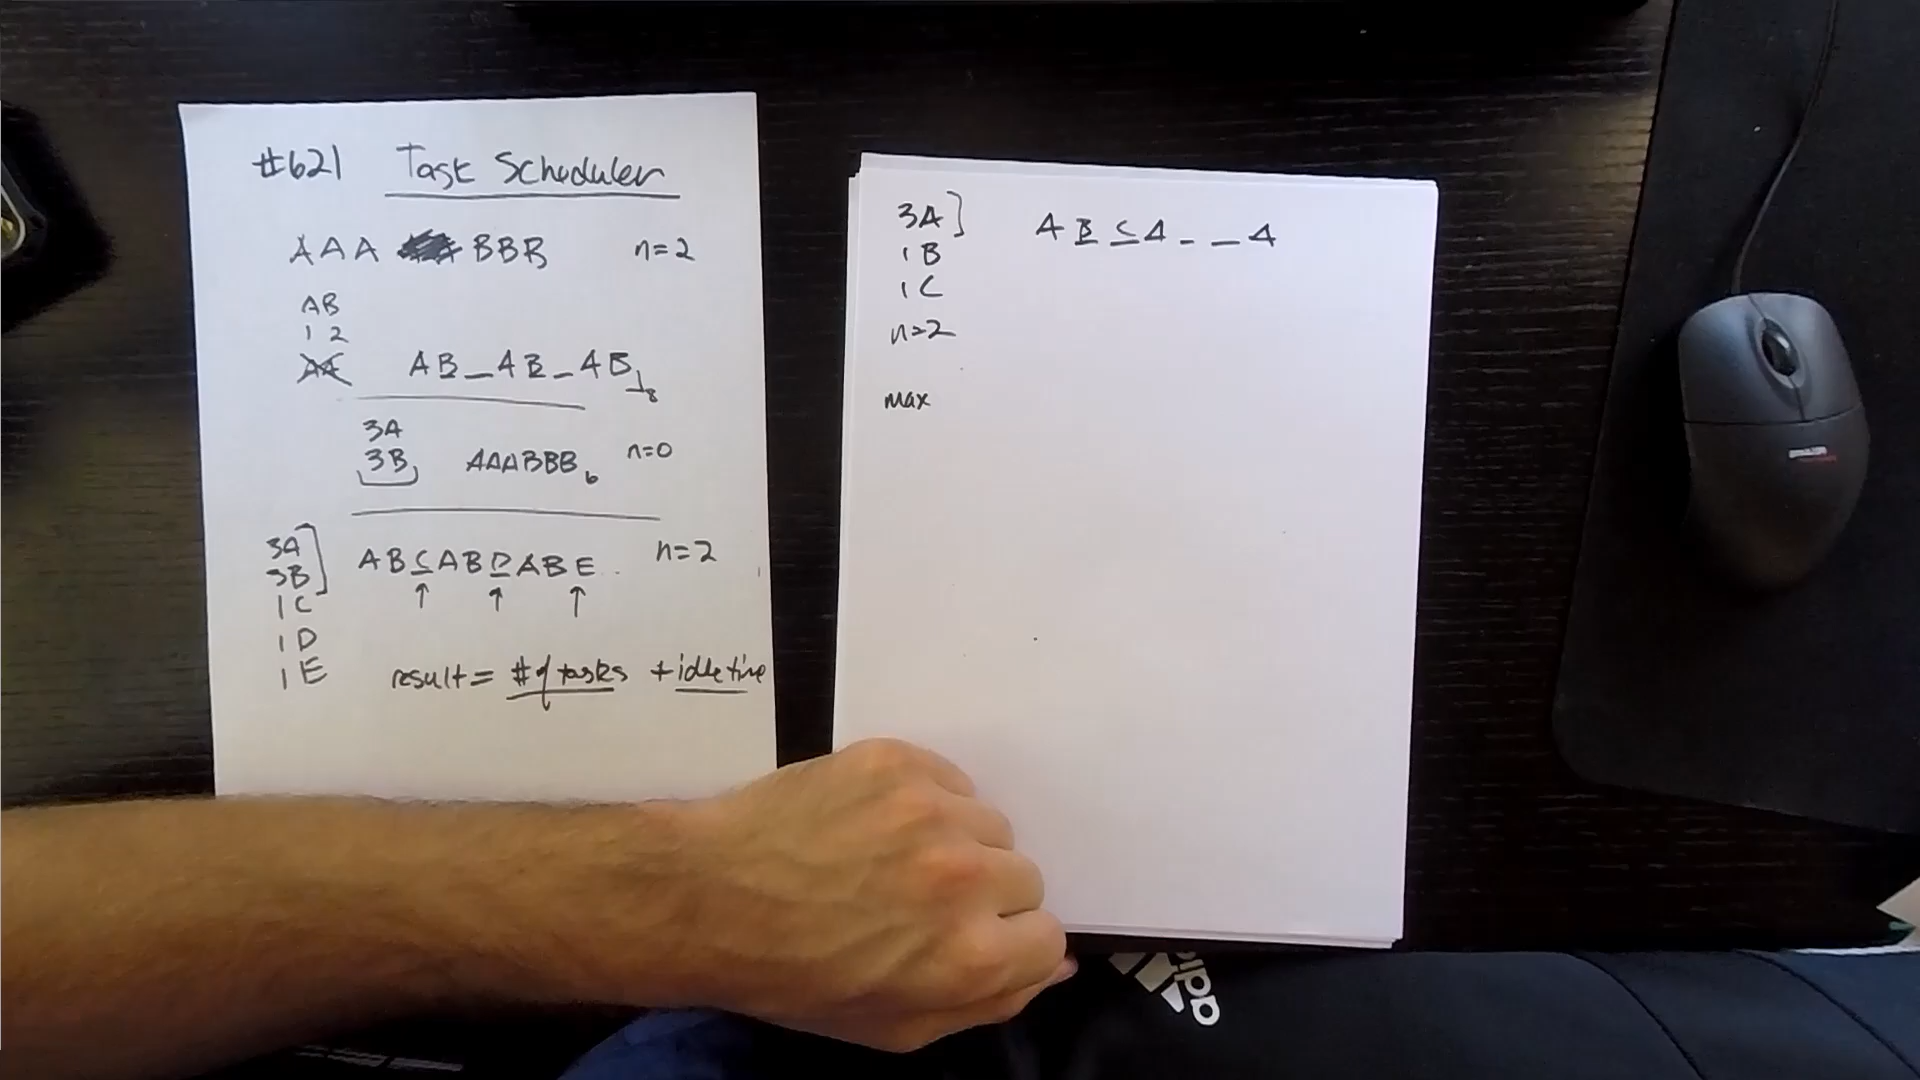 #621 Task Scheduler
AAA BBB n=2
AB
1 2
AB_AB_AB 8
3A
3B AAABBB 6 n=0
3A
3B
1C
1D
1E
ABCABDABE n=2
↑ ↑ ↑
result = # of tasks + idle time
3A
1B
1C
n=2
A B C A _ _ A
max
adidas